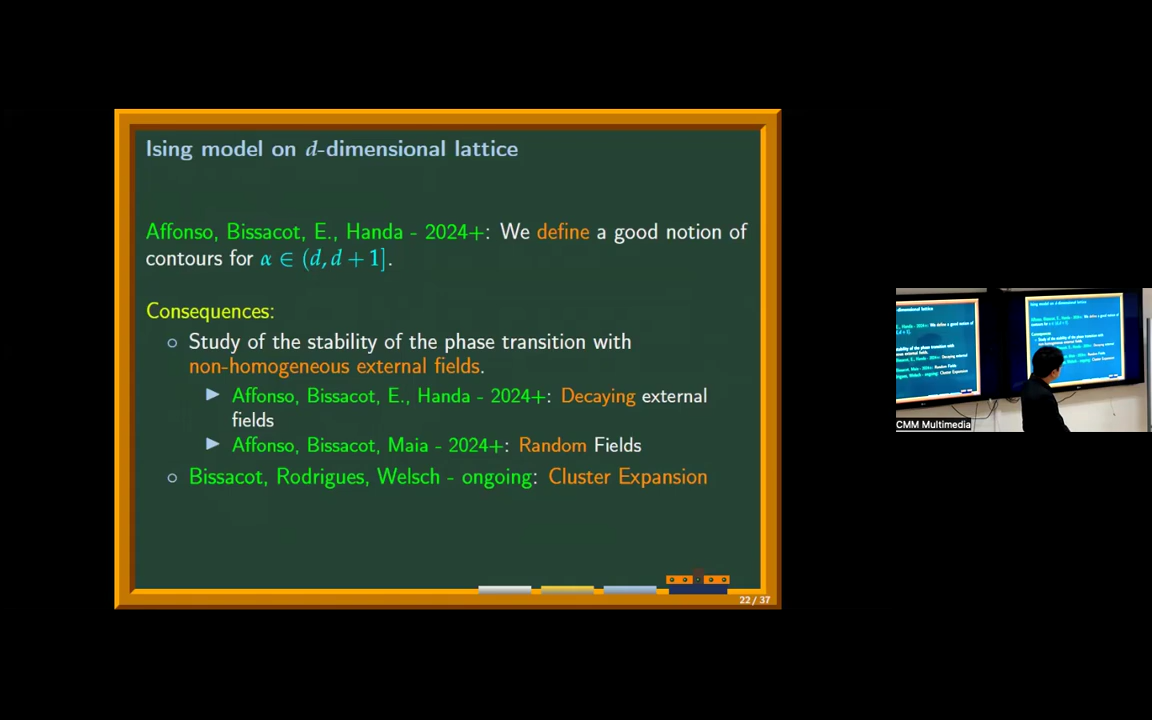 Ising model on d-dimensional lattice
Affonso, Bissacot, E., Handa - 2024+: We define a good notion of
contours for α ∈ (d, d + 1].
Consequences:
Study of the stability of the phase transition with
non-homogeneous external fields.
Affonso, Bissacot, E., Handa - 2024+: Decaying external
fields
Affonso, Bissacot, Maia - 2024+: Random Fields
Bissacot, Rodrigues, Welsch - ongoing: Cluster Expansion
22 / 37
CMM Multimedia